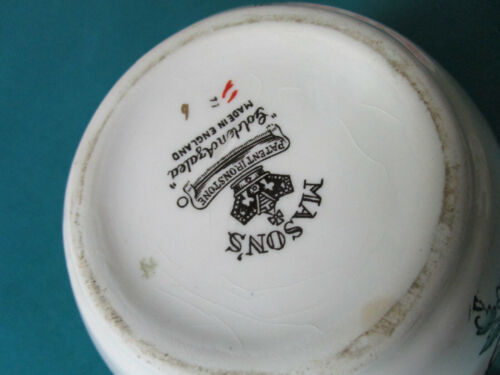 MASON'S
PATENT IRONSTONE
"Golden Azalea"
MADE IN ENGLAND